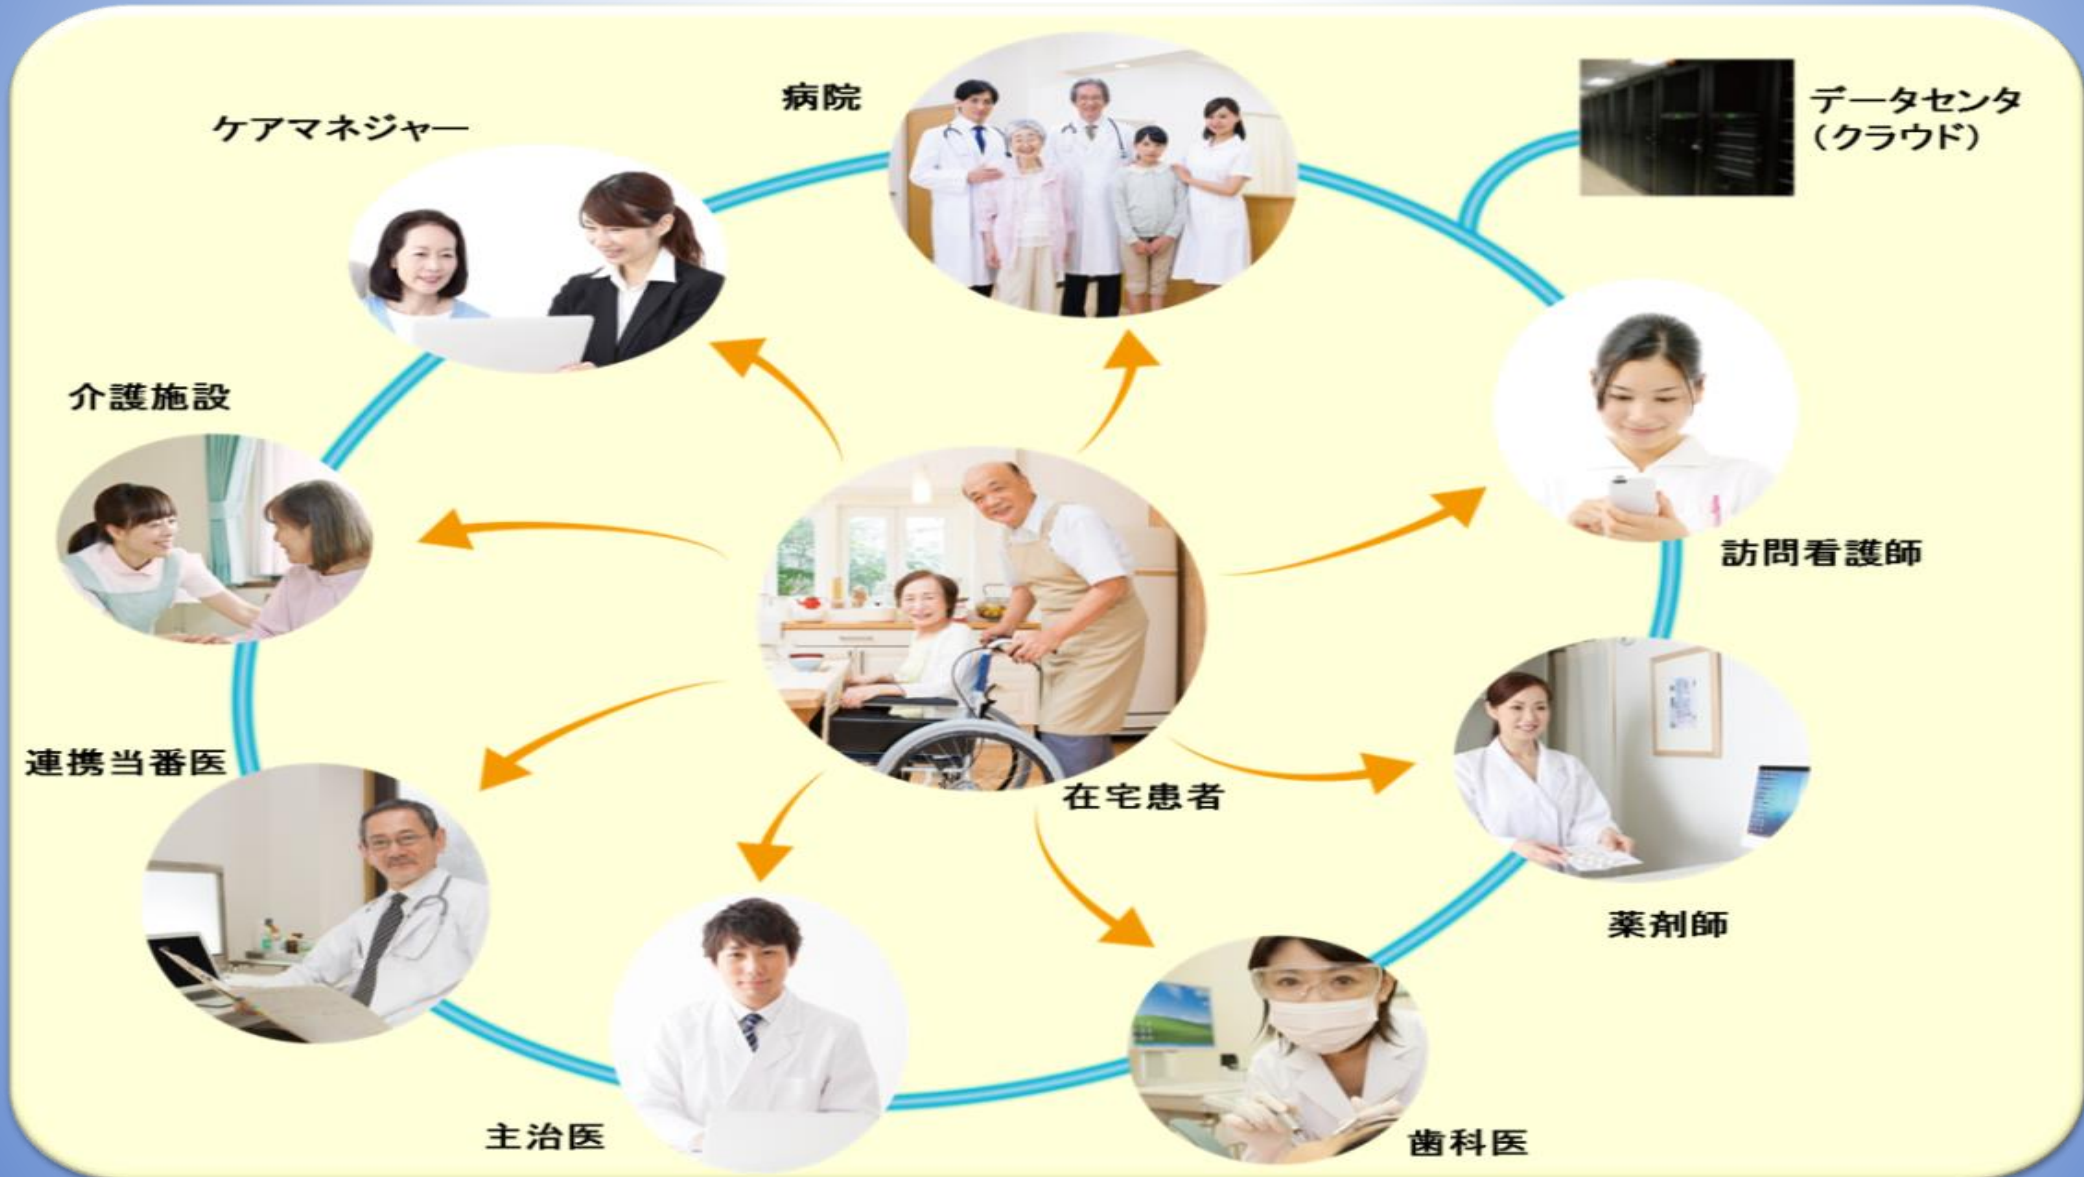 病院
データセンタ
（クラウド）
ケアマネジャー
介護施設
訪問看護師
連携当番医
在宅患者
薬剤師
主治医
歯科医